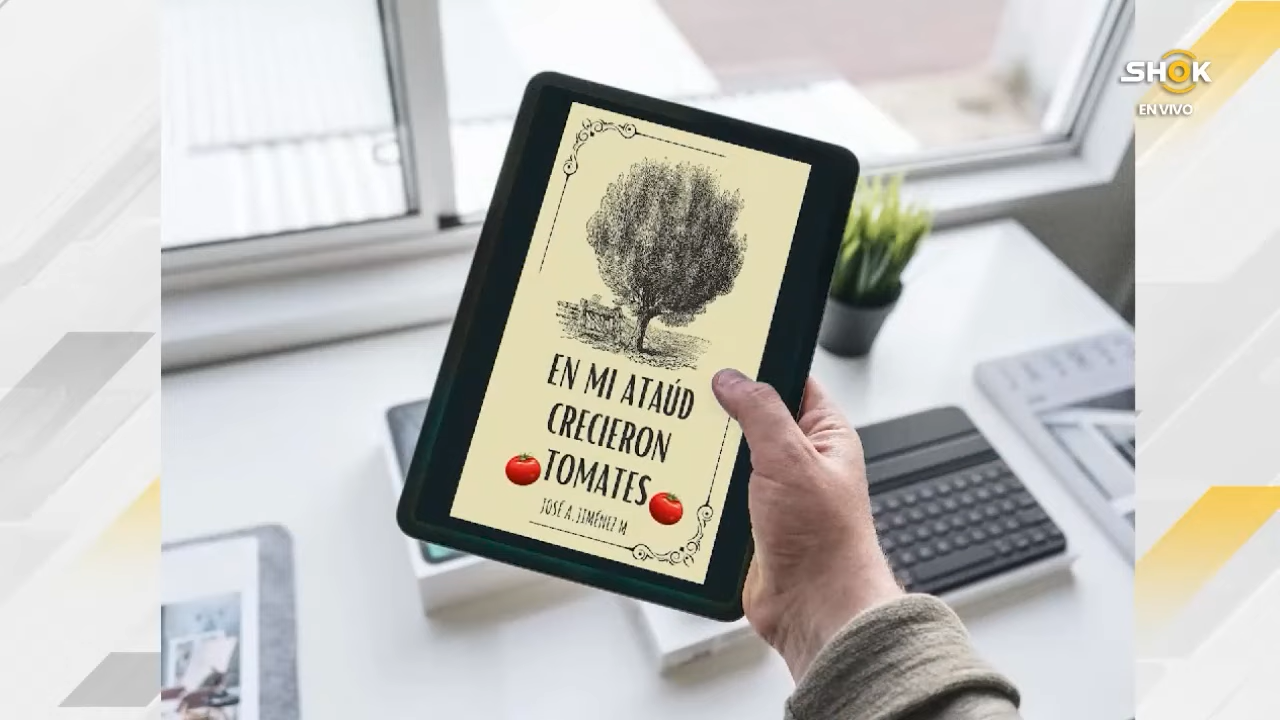 SHOK
EN VIVO
EN MI ATAÚD
CRECIERON
TOMATES
JOSÉ A. JIMÉNEZ M